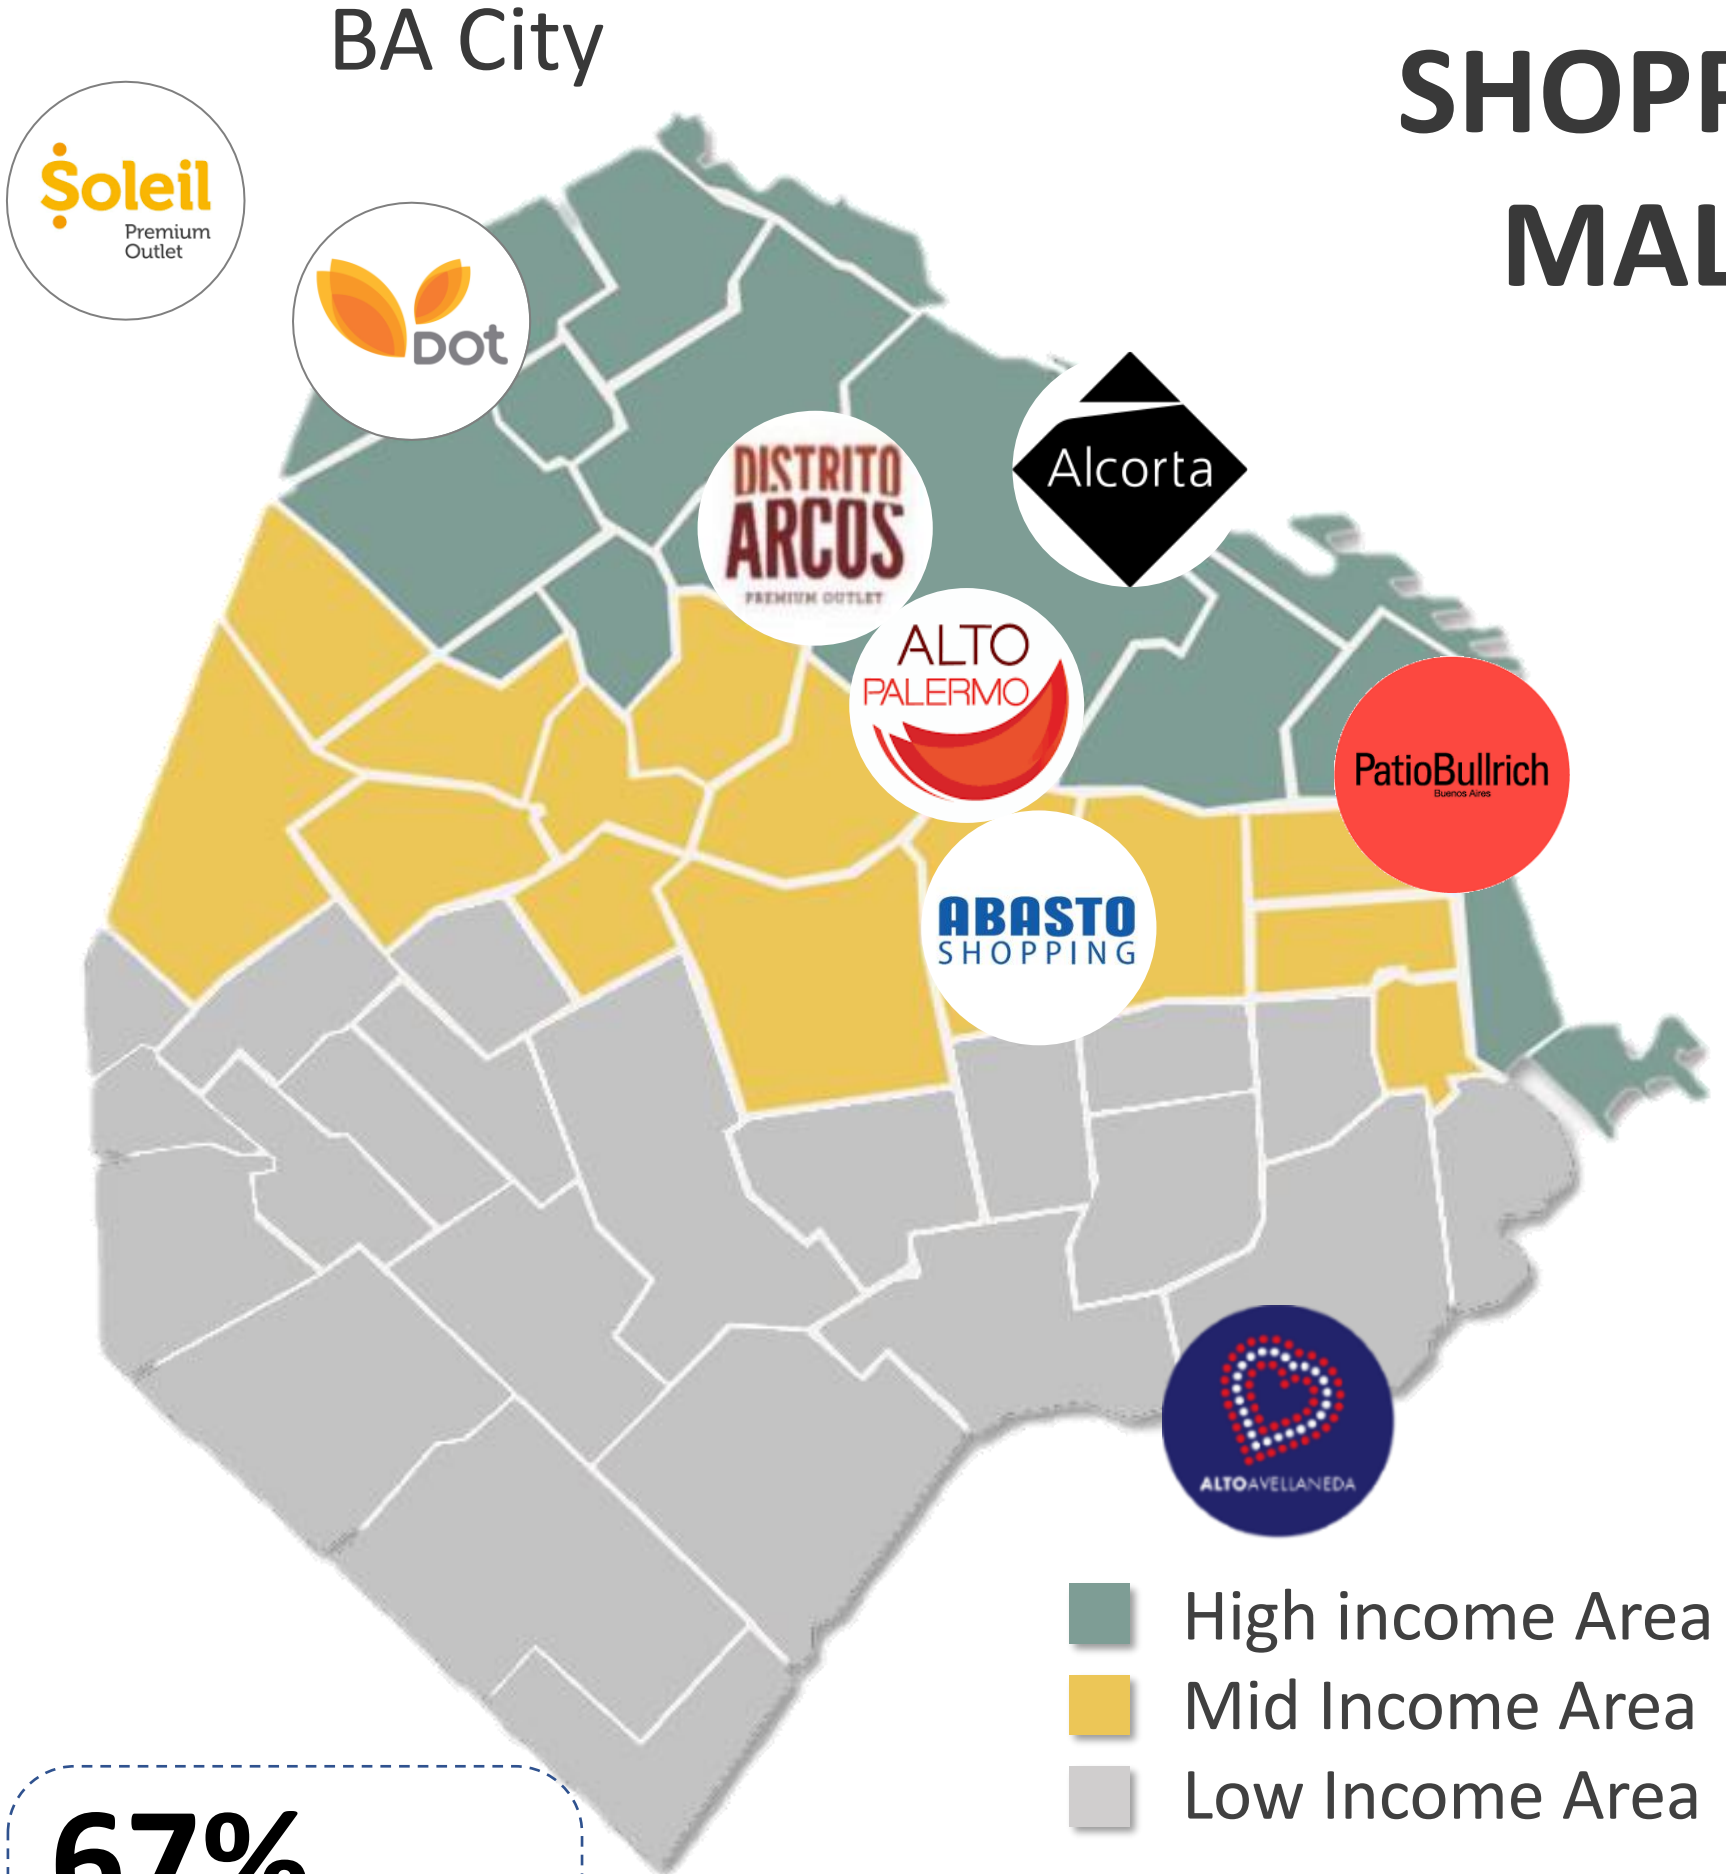 BA City
SHOPP
MAL
Soleil
Premium
Outlet
DOT
DISTRITO
ARCOS
PREMIUM OUTLET
Alcorta
ALTO
PALERMO
PatioBullrich
Buenos Aires
ABASTO
SHOPPING
ALTOAVELLANEDA
High income Area
Mid Income Area
Low Income Area
67%